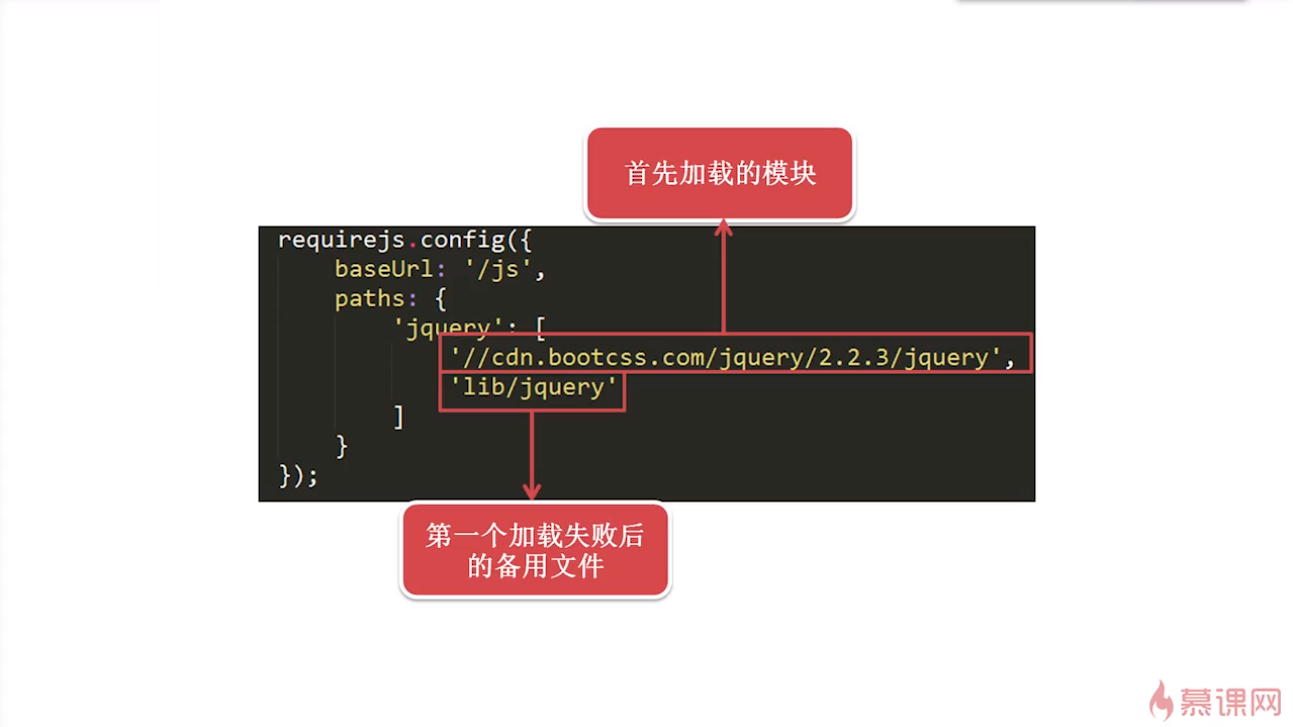 首先加载的模块
requirejs.config({
    baseUrl: '/js',
    paths: {
        'jquery': [
            '//cdn.bootcss.com/jquery/2.2.3/jquery',
            'lib/jquery'
        ]
    }
});
第一个加载失败后
的备用文件
慕课网